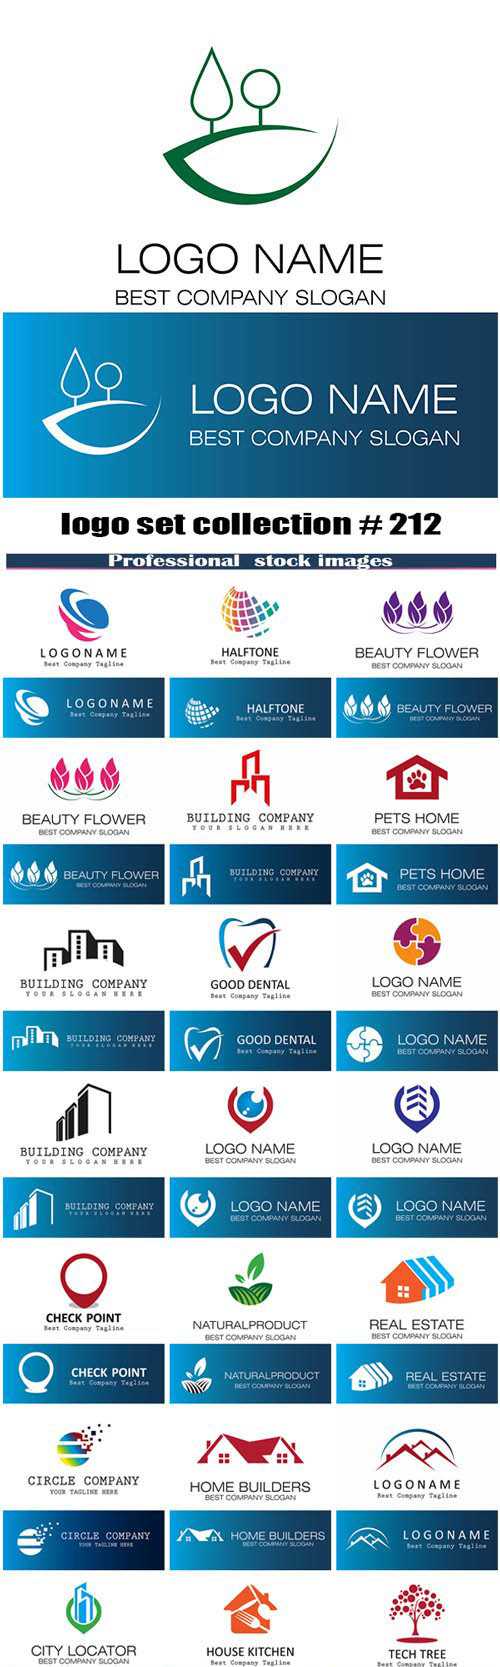 LOGO NAME
BEST COMPANY SLOGAN
LOGO NAME
BEST COMPANY SLOGAN
logo set collection # 212
Professional stock images
LOGONAME
Best Company Tagline
HALFTONE
Best Company Tagline
BEAUTY FLOWER
BEST COMPANY SLOGAN
LOGONAME
Best Company Tagline
HALFTONE
Best Company Tagline
BEAUTY FLOWER
BEST COMPANY SLOGAN
BEAUTY FLOWER
BEST COMPANY SLOGAN
BUILDING COMPANY
YOUR SLOGAN HERE
PETS HOME
BEST COMPANY SLOGAN
BEAUTY FLOWER
BEST COMPANY SLOGAN
BUILDING COMPANY
YOUR SLOGAN HERE
PETS HOME
BEST COMPANY SLOGAN
BUILDING COMPANY
YOUR SLOGAN HERE
GOOD DENTAL
Best Company Tagline
LOGO NAME
BEST COMPANY SLOGAN
BUILDING COMPANY
YOUR SLOGAN HERE
GOOD DENTAL
Best Company Tagline
LOGO NAME
BEST COMPANY SLOGAN
BUILDING COMPANY
YOUR SLOGAN HERE
LOGO NAME
BEST COMPANY SLOGAN
LOGO NAME
BEST COMPANY SLOGAN
BUILDING COMPANY
YOUR SLOGAN HERE
LOGO NAME
BEST COMPANY SLOGAN
LOGO NAME
BEST COMPANY SLOGAN
CHECK POINT
Best Company Tagline
NATURALPRODUCT
BEST COMPANY SLOGAN
REAL ESTATE
BEST COMPANY SLOGAN
CHECK POINT
Best Company Tagline
NATURALPRODUCT
BEST COMPANY SLOGAN
REAL ESTATE
BEST COMPANY SLOGAN
CIRCLE COMPANY
YOUR TAGLINE HERE
HOME BUILDERS
BEST COMPANY SLOGAN
LOGONAME
Best Company Tagline
CIRCLE COMPANY
YOUR TAGLINE HERE
HOME BUILDERS
BEST COMPANY SLOGAN
LOGONAME
Best Company Tagline
CITY LOCATOR
BEST COMPANY SLOGAN
HOUSE KITCHEN
Best Company Tagline
TECH TREE
Best Company Tagline